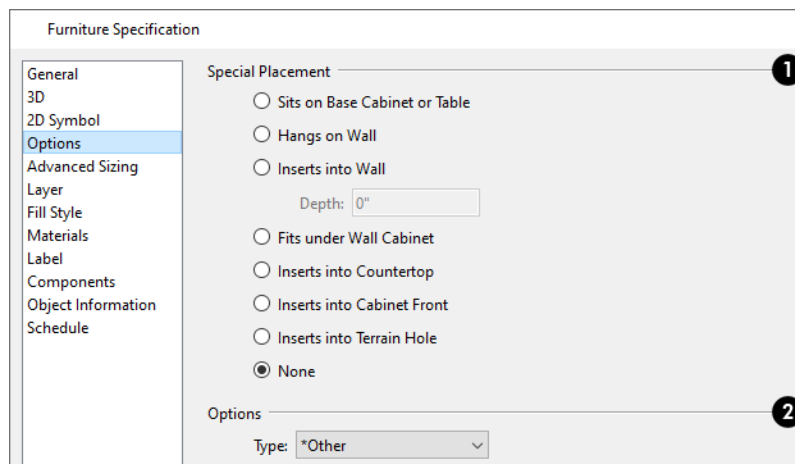 Furniture Specification
General
3D
2D Symbol
Options
Advanced Sizing
Layer
Fill Style
Materials
Label
Components
Object Information
Schedule
Special Placement
1
Sits on Base Cabinet or Table
Hangs on Wall
Inserts into Wall
Depth: 0"
Fits under Wall Cabinet
Inserts into Countertop
Inserts into Cabinet Front
Inserts into Terrain Hole
None
Options
2
Type: *Other